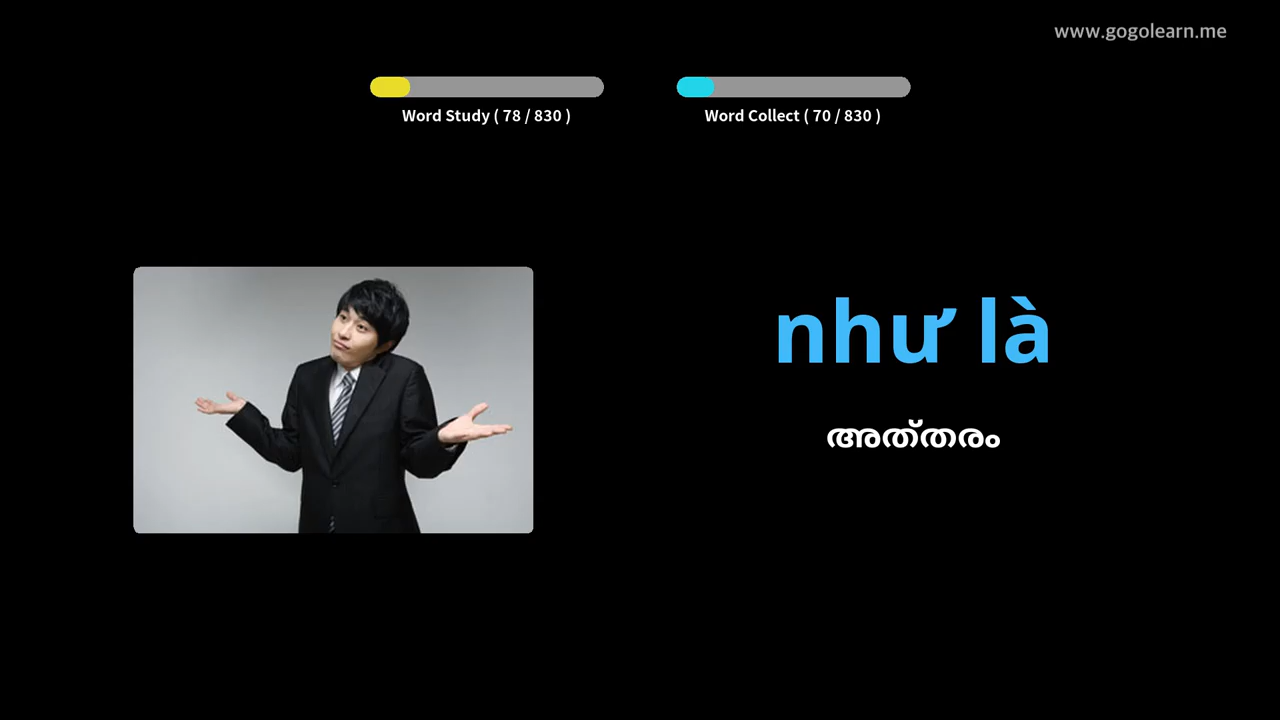 www.gogolearn.me
Word Study ( 78 / 830 )
Word Collect ( 70 / 830 )
như là
അത്തരം